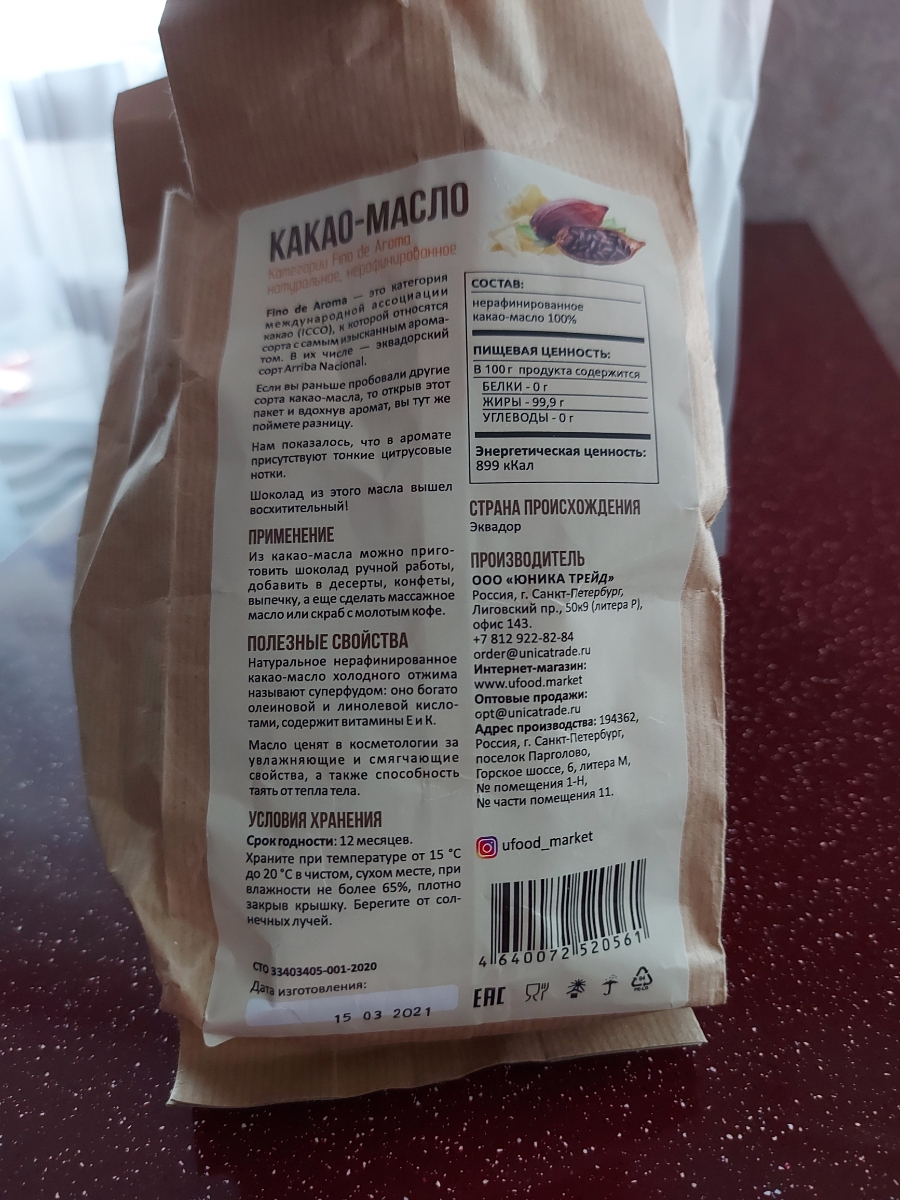 КАКАО-МАСЛО
Категории Fino de Aroma
натуральное, нерафинированное
Fino de Aroma — это категория
международной ассоциации
какао (ICCO), к которой относятся
сорта с самым изысканным арома-
том. В их числе — эквадорский
сорт Arriba Nacional.
Если вы раньше пробовали другие
сорта какао-масла, то открыв этот
пакет и вдохнув аромат, вы тут же
поймете разницу.
Нам показалось, что в аромате
присутствуют тонкие цитрусовые
нотки.
Шоколад из этого масла вышел
восхитительный!
ПРИМЕНЕНИЕ
Из какао-масла можно приго-
товить шоколад ручной работы,
добавить в десерты, конфеты,
выпечку, а еще сделать массажное
масло или скраб с молотым кофе.
ПОЛЕЗНЫЕ СВОЙСТВА
Натуральное нерафинированное
какао-масло холодного отжима
называют суперфудом: оно богато
олеиновой и линолевой кисло-
тами, содержит витамины Е и К.
Масло ценят в косметологии за
увлажняющие и смягчающие
свойства, а также способность
таять от тепла тела.
УСЛОВИЯ ХРАНЕНИЯ
Срок годности: 12 месяцев.
Храните при температуре от 15 °C
до 20 °C в чистом, сухом месте, при
влажности не более 65%, плотно
закрыв крышку. Берегите от сол-
нечных лучей.
СТО 33403405-001-2020
Дата изготовления:
15 03 2021
СОСТАВ:
нерафинированное
какао-масло 100%
ПИЩЕВАЯ ЦЕННОСТЬ:
В 100 г продукта содержится
БЕЛКИ - 0 г
ЖИРЫ - 99,9 г
УГЛЕВОДЫ - 0 г
Энергетическая ценность:
899 кКал
СТРАНА ПРОИСХОЖДЕНИЯ
Эквадор
ПРОИЗВОДИТЕЛЬ
ООО «ЮНИКА ТРЕЙД»
Россия, г. Санкт-Петербург,
Лиговский пр., 50к9 (литера Р),
офис 143.
+7 812 922-82-84
order@unicatrade.ru
Интернет-магазин:
www.ufood.market
Оптовые продажи:
opt@unicatrade.ru
Адрес производства: 194362,
Россия, г. Санкт-Петербург,
поселок Парголово,
Горское шоссе, 6, литера М,
№ помещения 1-Н,
№ части помещения 11.
ufood_market
4 640072 520561
EAC